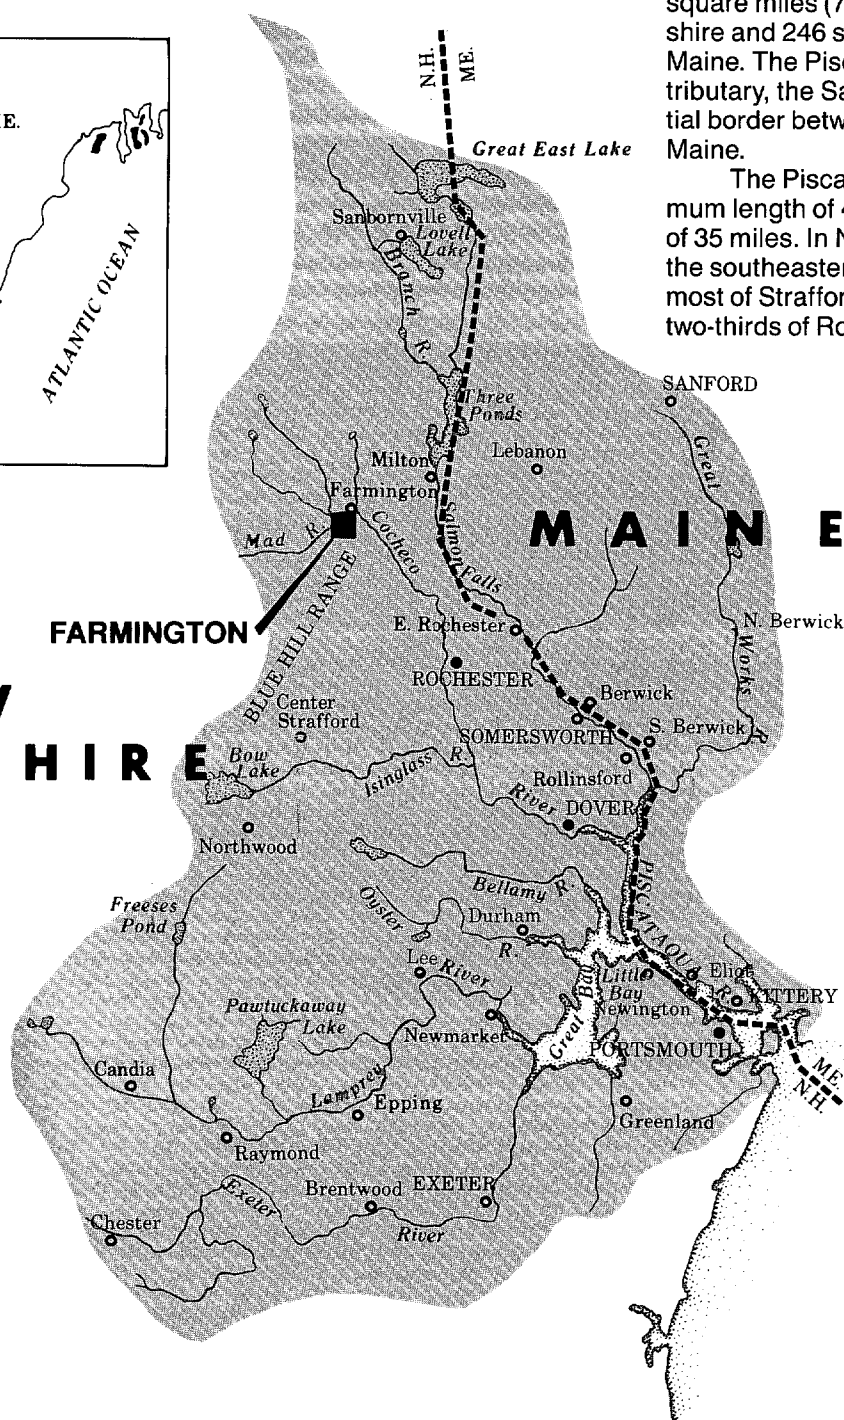 square miles (7
shire and 246 s
Maine. The Pisc
tributary, the Sa
tial border betw
Maine.
The Pisca
mum length of 4
of 35 miles. In N
the southeaster
most of Straffor
two-thirds of Ro
E.
ATLANTIC OCEAN
N.H.
ME.
Great East Lake
Sanbornville
Lovell
Lake
Branch
R.
SANFORD
Three
Ponds
Great
Lebanon
Milton
Farmington
Salmon
MAINE
Mad R.
Cocheco
Falls
BLUE HILL RANGE
FARMINGTON
E. Rochester
N. Berwick
Works
ROCHESTER
Berwick
Center
Strafford
S. Berwick
R.
SOMERSWORTH
HIRE
Bow
Lake
Isinglass R.
Rollinsford
River
DOVER
Northwood
PISCATAQUA
R.
Bellamy R.
Freeses
Pond
Oyster
Durham
R.
Lee
River
Little
Bay
Eliot
KITTERY
Newington
Pawtuckaway
Lake
Great Bay
Newmarket
PORTSMOUTH
ME.
N.H.
Candia
Lamprey
Epping
Greenland
Raymond
Exeter
Brentwood
EXETER
Chester
River